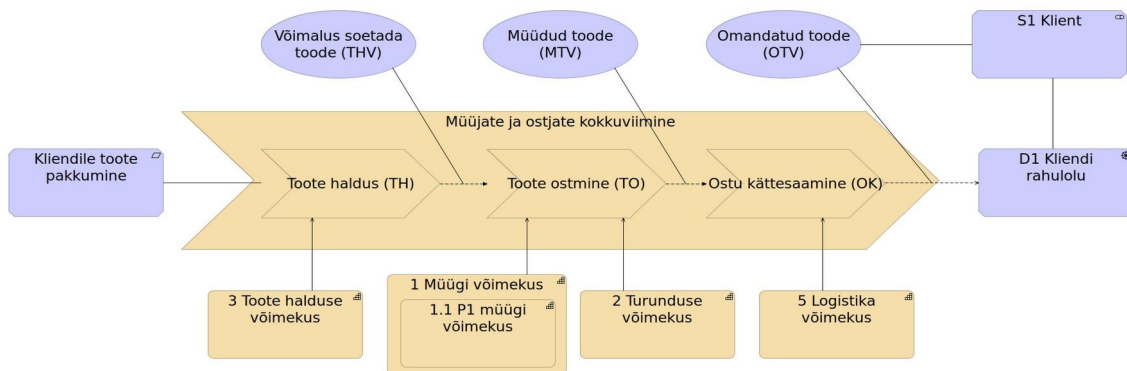 Võimalus soetada
toode (THV)
Müüdud toode
(MTV)
Omandatud toode
(OTV)
S1 Klient
Müüjate ja ostjate kokkuviimine
Kliendile toote
pakkumine
Toote haldus (TH)
Toote ostmine (TO)
Ostu kättesaamine (OK)
D1 Kliendi
rahulolu
3 Toote halduse
võimekus
1 Müügi võimekus
1.1 P1 müügi
võimekus
2 Turunduse
võimekus
5 Logistika
võimekus